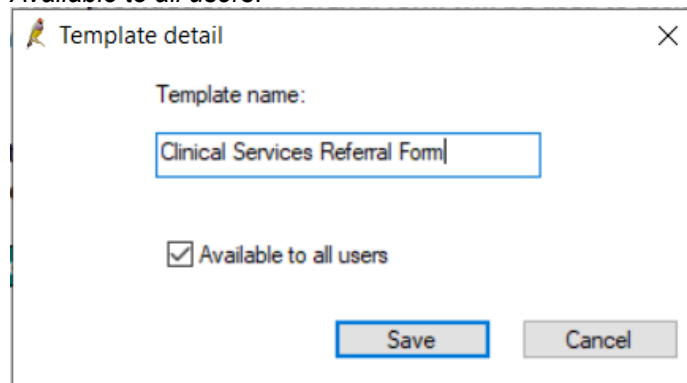 Available to all users.
Template detail
Template name:
Clinical Services Referral Form
Available to all users
Save Cancel